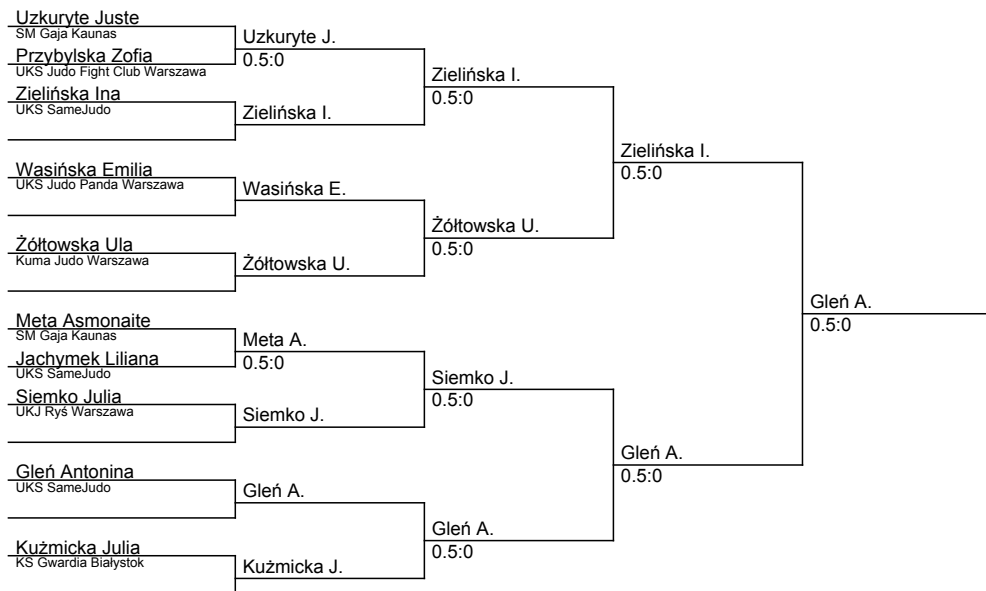 Uzkuryte Juste
SM Gaja Kaunas
Uzkuryte J.
Przybylska Zofia
0.5:0
UKS Judo Fight Club Warszawa
Zielińska I.
Zielińska Ina
0.5:0
UKS SameJudo
Zielińska I.
Zielińska I.
0.5:0
Wasińska Emilia
UKS Judo Panda Warszawa
Wasińska E.
Żółtowska U.
Żółtowska Ula
0.5:0
Kuma Judo Warszawa
Żółtowska U.
Gleń A.
0.5:0
Meta Asmonaite
SM Gaja Kaunas
Meta A.
Jachymek Liliana
0.5:0
UKS SameJudo
Siemko J.
Siemko Julia
0.5:0
UKJ Ryś Warszawa
Siemko J.
Gleń A.
0.5:0
Gleń Antonina
UKS SameJudo
Gleń A.
Gleń A.
Kużmicka Julia
0.5:0
KS Gwardia Białystok
Kużmicka J.